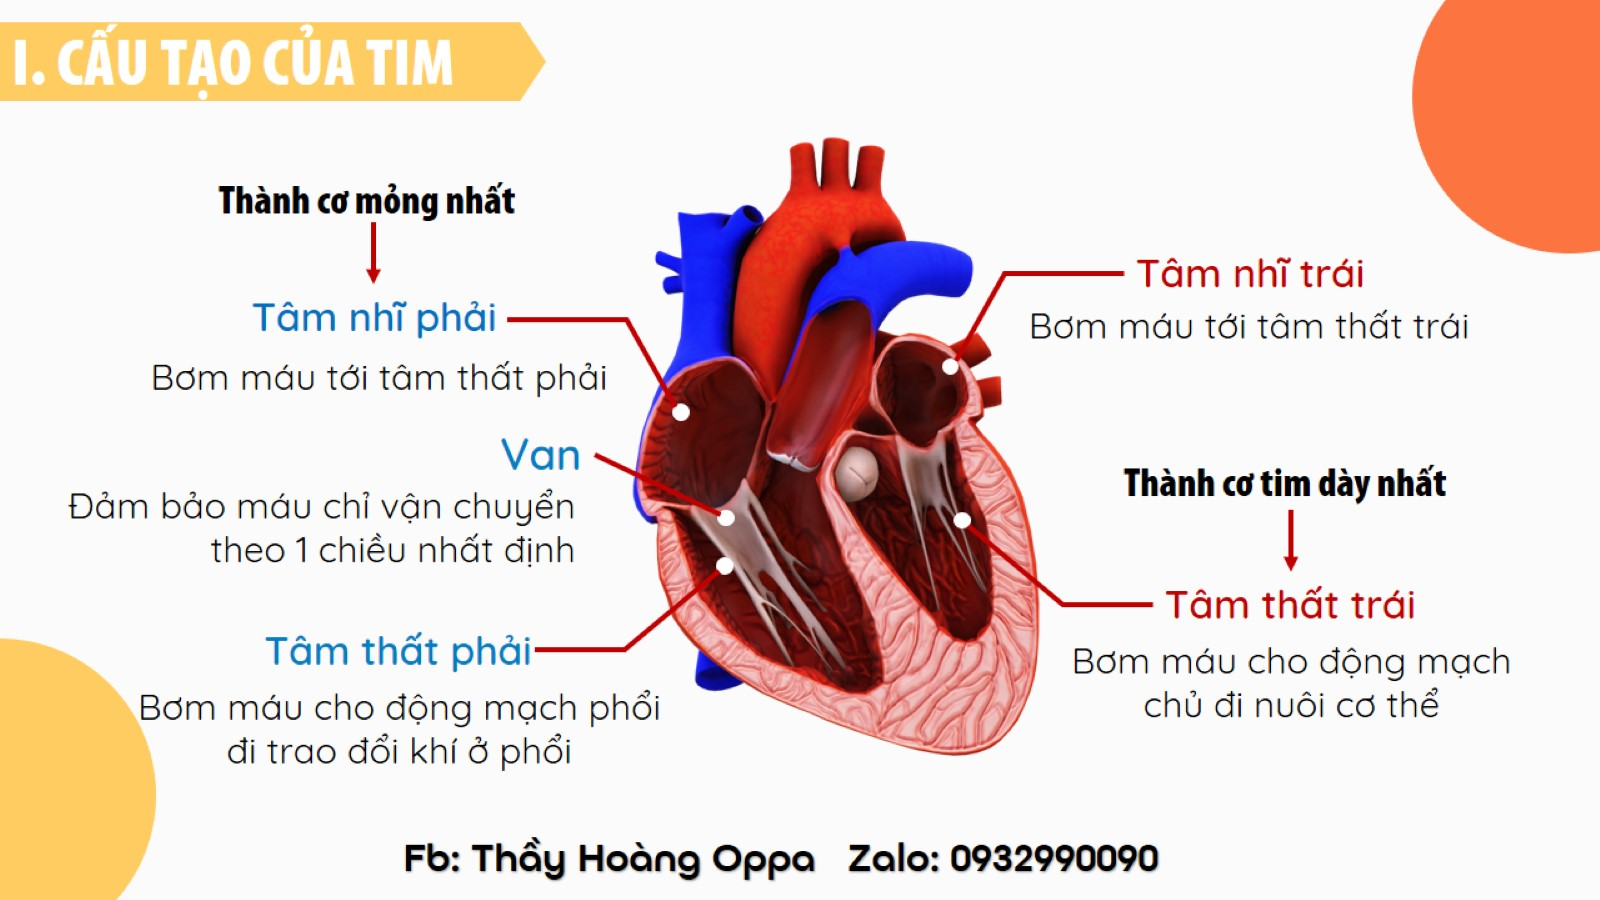 I. CẤU TẠO CỦA TIM
Thành cơ mỏng nhất
Tâm nhĩ phải
Bơm máu tới tâm thất phải
Van
Đảm bảo máu chỉ vận chuyển
theo 1 chiều nhất định
Tâm thất phải
Bơm máu cho động mạch phổi
đi trao đổi khí ở phổi
Tâm nhĩ trái
Bơm máu tới tâm thất trái
Thành cơ tim dày nhất
Tâm thất trái
Bơm máu cho động mạch
chủ đi nuôi cơ thể
Fb: Thầy Hoàng Oppa Zalo: 0932990090